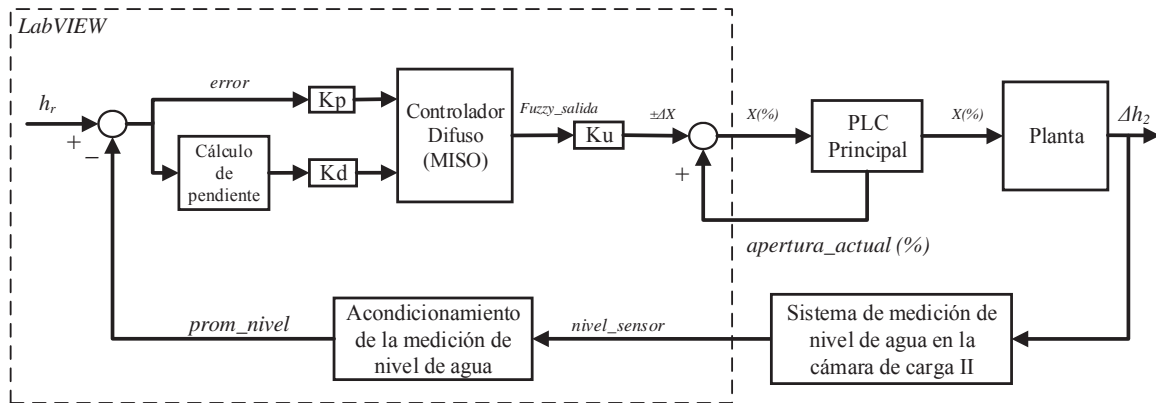 LabVIEW
h_r
+
−
error
Kp
Cálculo
de
pendiente
Kd
Controlador
Difuso
(MISO)
Fuzzy_salida
Ku
±ΔX
+
X(%)
PLC
Principal
X(%)
Planta
Δh_2
apertura_actual (%)
prom_nivel
Acondicionamiento
de la medición de
nivel de agua
nivel_sensor
Sistema de medición de
nivel de agua en la
cámara de carga II